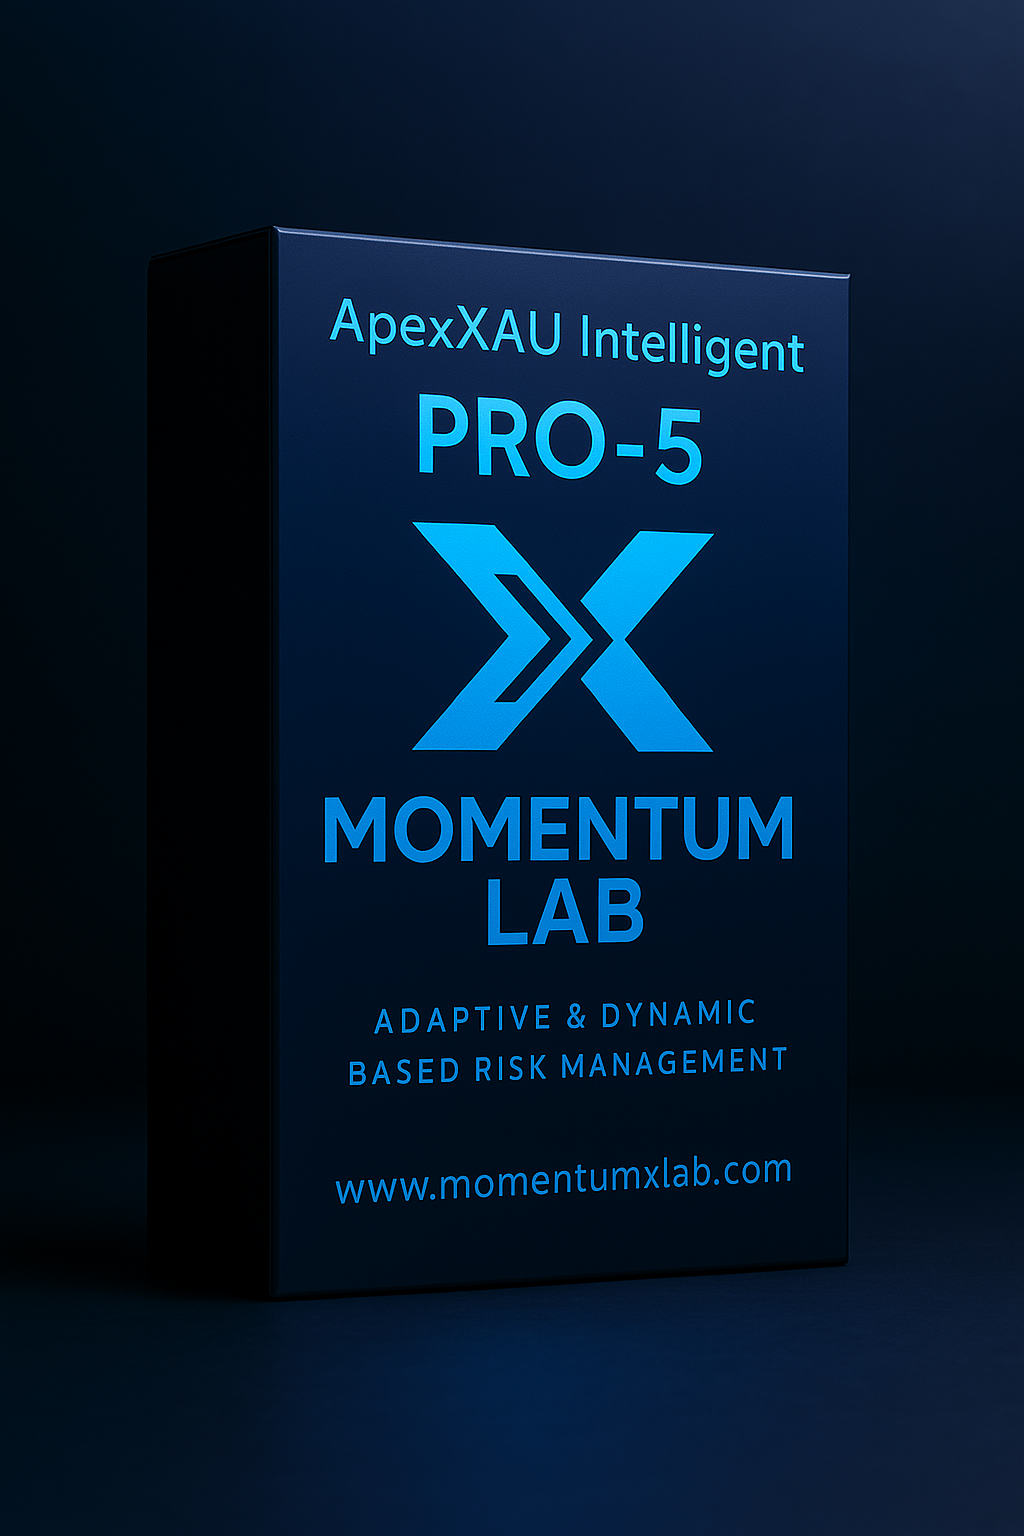 ApexXAU Intelligent
PRO-5
MOMENTUM
LAB
ADAPTIVE & DYNAMIC
BASED RISK MANAGEMENT
www.momentumxlab.com